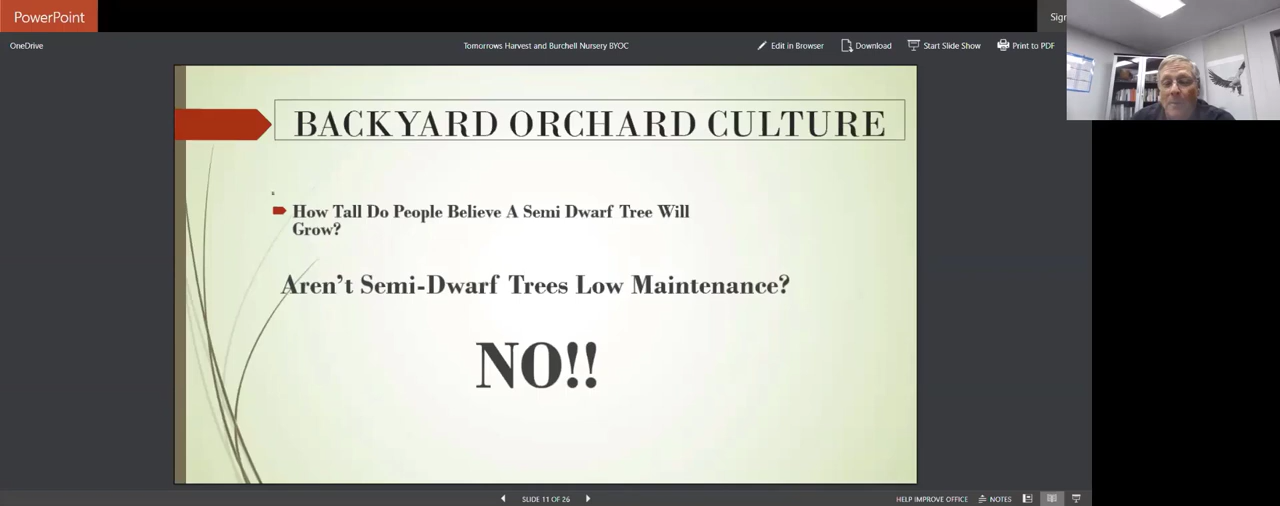 PowerPoint
Sign
OneDrive
Tomorrows Harvest and Burchell Nursery BYOC
Edit in Browser
Download
Start Slide Show
Print to PDF
BACKYARD ORCHARD CULTURE
How Tall Do People Believe A Semi Dwarf Tree Will
Grow?
Aren't Semi-Dwarf Trees Low Maintenance?
NO!!
SLIDE 11 OF 26
HELP IMPROVE OFFICE
NOTES